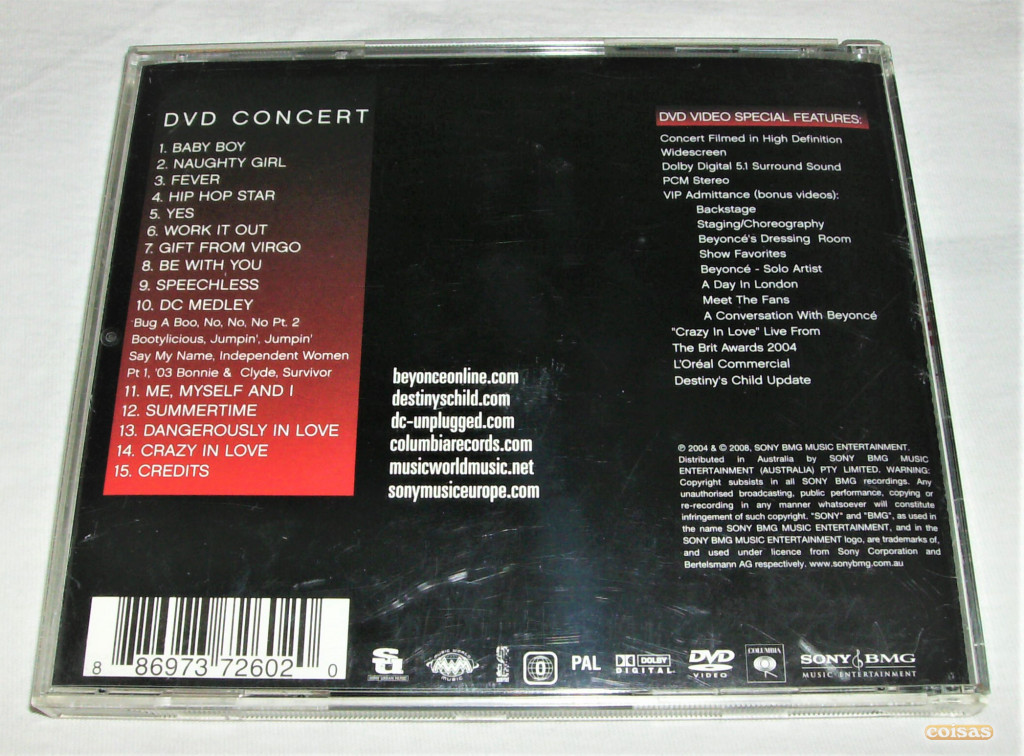 DVD CONCERT
1. BABY BOY
2. NAUGHTY GIRL
3. FEVER
4. HIP HOP STAR
5. YES
6. WORK IT OUT
7. GIFT FROM VIRGO
8. BE WITH YOU
9. SPEECHLESS
10. DC MEDLEY
Bug A Boo, No, No, No Pt. 2
Bootylicious, Jumpin', Jumpin'
Say My Name, Independent Women
Pt 1, '03 Bonnie & Clyde, Survivor
11. ME, MYSELF AND I
12. SUMMERTIME
13. DANGEROUSLY IN LOVE
14. CRAZY IN LOVE
15. CREDITS
beyonceonline.com
destinyschild.com
dc-unplugged.com
columbiarecords.com
musicworldmusic.net
sonymusiceurope.com
DVD VIDEO SPECIAL FEATURES:
Concert Filmed in High Definition
Widescreen
Dolby Digital 5.1 Surround Sound
PCM Stereo
VIP Admittance (bonus videos):
Backstage
Staging/Choreography
Beyoncé's Dressing Room
Show Favorites
Beyoncé - Solo Artist
A Day In London
Meet The Fans
A Conversation With Beyoncé
"Crazy In Love" Live From
The Brit Awards 2004
L'Oréal Commercial
Destiny's Child Update
℗ 2004 & © 2008, SONY BMG MUSIC ENTERTAINMENT.
Distributed in Australia by SONY BMG MUSIC
ENTERTAINMENT (AUSTRALIA) PTY LIMITED. WARNING:
Copyright subsists in all SONY BMG recordings. Any
unauthorised broadcasting, public performance, copying or
re-recording in any manner whatsoever will constitute
infringement of such copyright. "SONY" and "BMG", as used in
the name SONY BMG MUSIC ENTERTAINMENT, and in the
SONY BMG MUSIC ENTERTAINMENT logo, are trademarks of,
and used under licence from Sony Corporation and
Bertelsmann AG respectively. www.sonybmg.com.au
8 86973 72602 0
MUSIC WORLD MUSIC
0
PAL
DOLBY DIGITAL
DVD VIDEO
COLUMBIA
SONY BMG
MUSIC ENTERTAINMENT
coisas